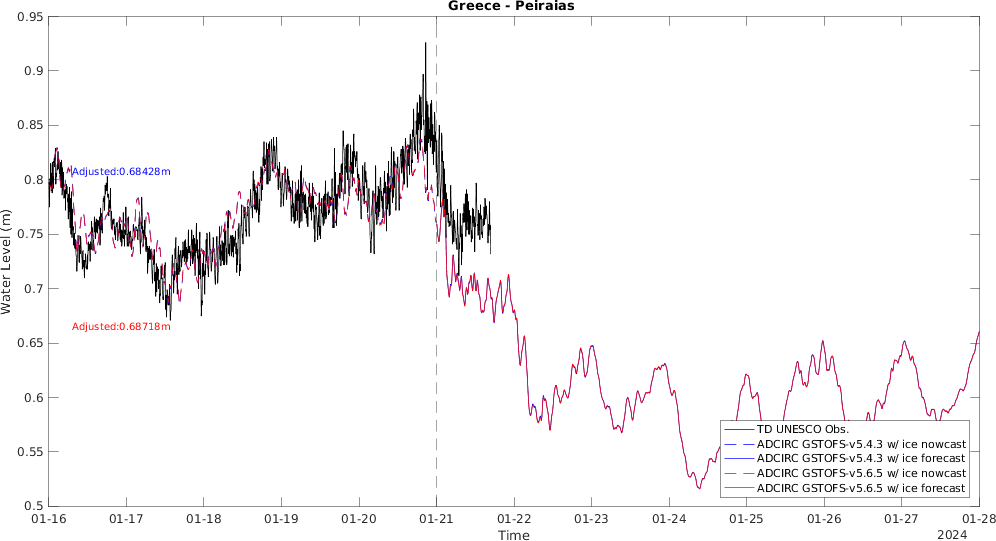 Greece - Peiraias
0.95
0.9
0.85
0.8
0.75
0.7
0.65
0.6
0.55
0.5
Water Level (m)
Adjusted:0.68428m
Adjusted:0.68718m
TD UNESCO Obs.
ADCIRC GSTOFS-v5.4.3 w/ ice nowcast
ADCIRC GSTOFS-v5.4.3 w/ ice forecast
ADCIRC GSTOFS-v5.6.5 w/ ice nowcast
ADCIRC GSTOFS-v5.6.5 w/ ice forecast
01-16 01-17 01-18 01-19 01-20 01-21 01-22 01-23 01-24 01-25 01-26 01-27 01-28
Time
2024